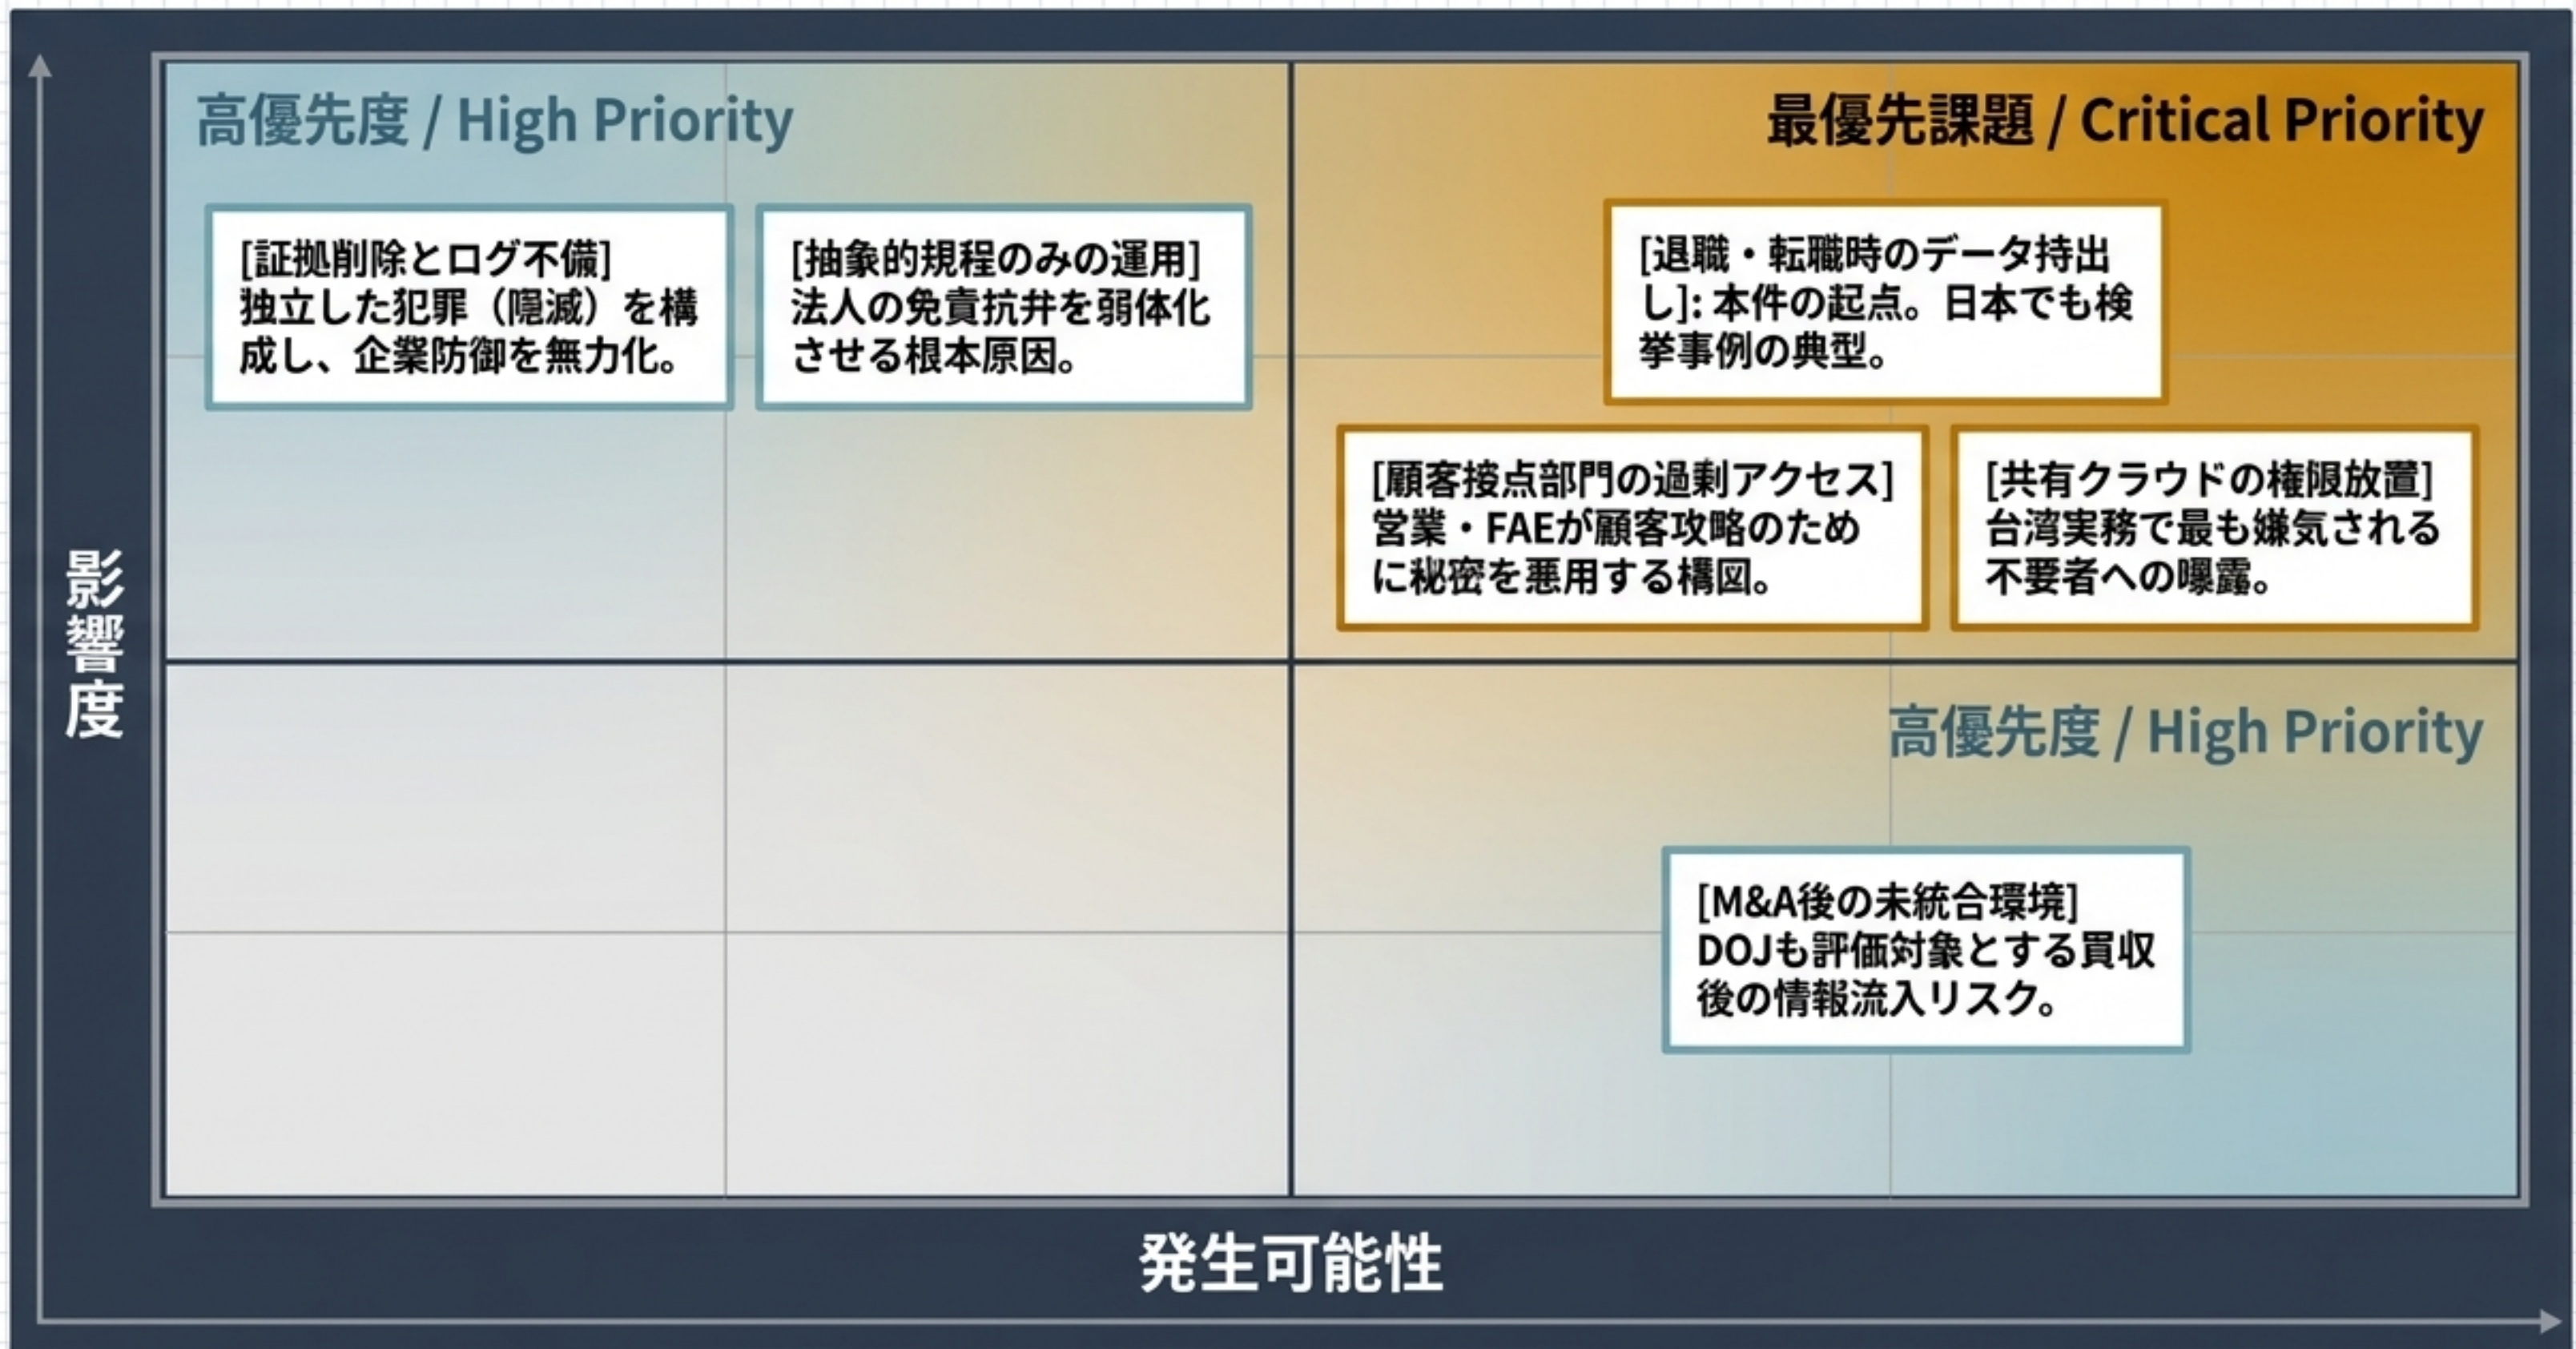 高優先度 / High Priority
[証拠削除とログ不備]
独立した犯罪（隠滅）を構
成し、企業防御を無力化。
[抽象的規程のみの運用]
法人の免責抗弁を弱体化
させる根本原因。
最優先課題 / Critical Priority
[退職・転職時のデータ持出
し]: 本件の起点。日本でも検
挙事例の典型。
[顧客接点部門の過剰アクセス]
営業・FAEが顧客攻略のため
に秘密を悪用する構図。
[共有クラウドの権限放置]
台湾実務で最も嫌気される
不要者への曝露。
高優先度 / High Priority
[M&A後の未統合環境]
DOJも評価対象とする買収
後の情報流入リスク。
影響度
発生可能性